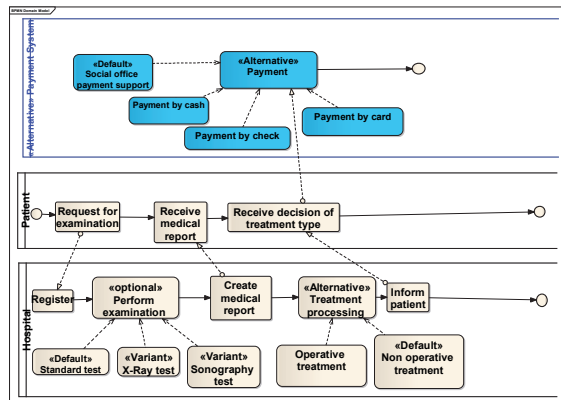 BPMN Domain Model
«Alternative» Payment System
«Default»
Social office
payment support
«Alternative»
Payment
Payment by cash
Payment by check
Payment by card
Patient
Request for
examination
Receive
medical
report
Receive decision of
treatment type
Hospital
Register
«optional»
Perform
examination
Create
medical
report
«Alternative»
Treatment
processing
Inform
patient
«Default»
Standard test
«Variant»
X-Ray test
«Variant»
Sonography
test
Operative
treatment
«Default»
Non operative
treatment